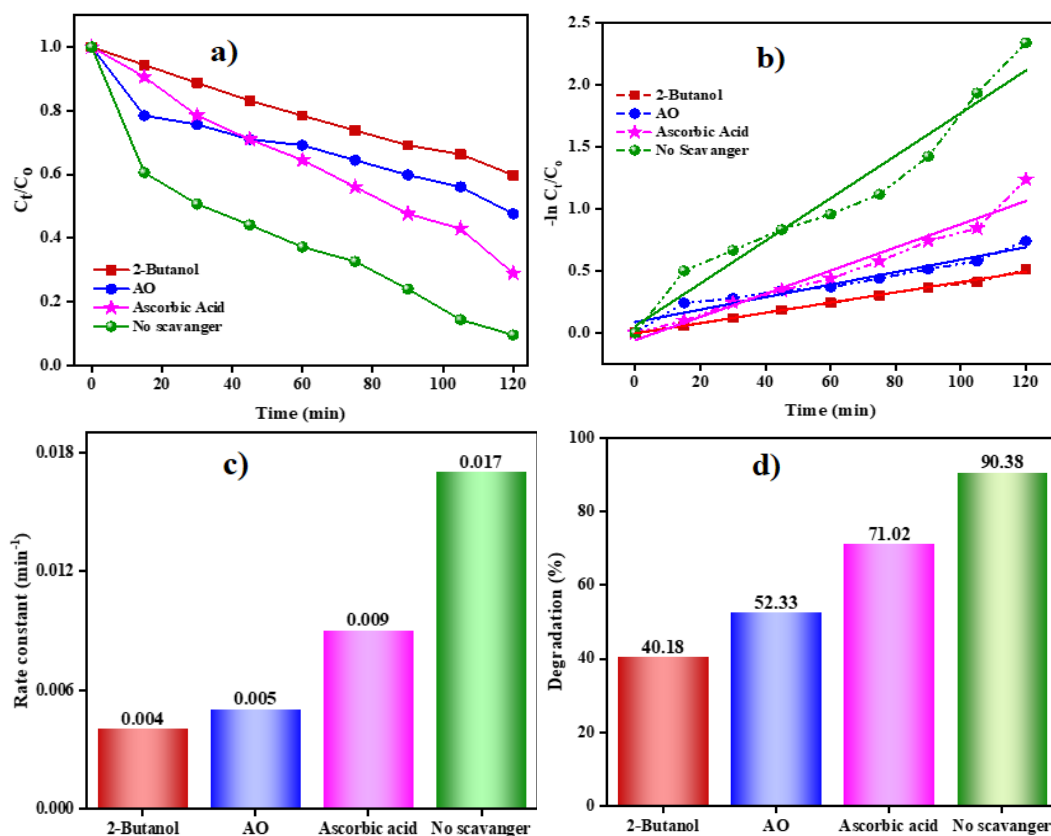 a)
1.0
0.8
0.6
0.4
0.2
0.0
Ct/Co
2-Butanol
AO
Ascorbic Acid
No scavanger
0 20 40 60 80 100 120
Time (min)
b)
-2.5
2.0
1.5
1.0
0.5
0.0
-ln Ct/Co
2-Butanol
AO
Ascorbic Acid
No Scavanger
0 20 40 60 80 100 120
Time (min)
c)
0.018
0.012
0.006
0.000
Rate constant (min⁻¹)
0.004
0.005
0.009
0.017
2-Butanol AO Ascorbic acid No scavanger
d)
100
80
60
40
20
0
Degradation (%)
40.18
52.33
71.02
90.38
2-Butanol AO Ascorbic acid No scavanger